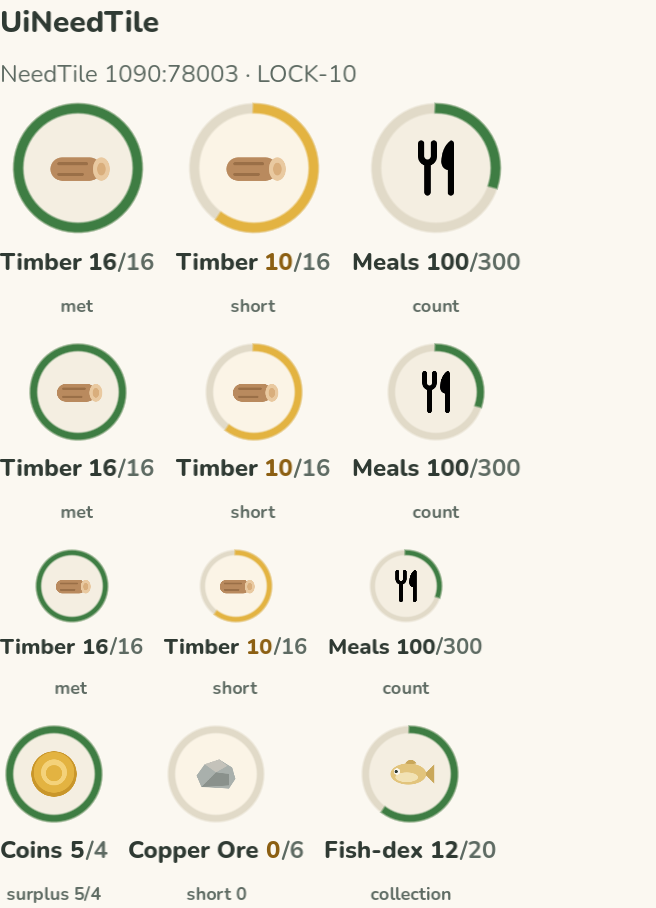 UiNeedTile
NeedTile 1090:78003 · LOCK-10
Timber 16/16 Timber 10/16 Meals 100/300
met short count
Timber 16/16 Timber 10/16 Meals 100/300
met short count
Timber 16/16 Timber 10/16 Meals 100/300
met short count
Coins 5/4 Copper Ore 0/6 Fish-dex 12/20
surplus 5/4 short 0 collection